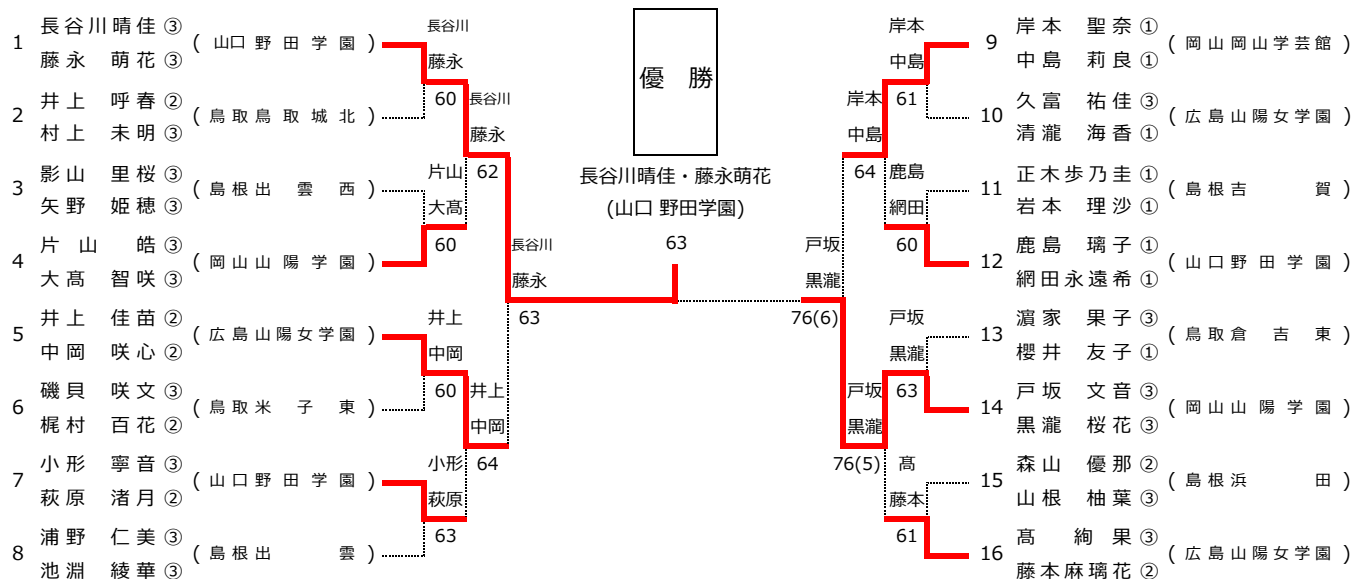 1 長谷川晴佳 ③ ( 山口 野田学園 )
藤永 萌花 ③
2 井上 呼春 ② ( 鳥取 鳥取城北 )
村上 未明 ③
3 影山 里桜 ③ ( 島根 出雲西 )
矢野 姫穂 ③
4 片山 皓 ③ ( 岡山 山陽学園 )
大髙 智咲 ③
5 井上 佳苗 ② ( 広島 山陽女学園 )
中岡 咲心 ②
6 磯貝 咲文 ③ ( 鳥取 米子東 )
梶村 百花 ②
7 小形 寧音 ③ ( 山口 野田学園 )
萩原 渚月 ②
8 浦野 仁美 ③ ( 島根 出雲 )
池淵 綾華 ③
長谷川
藤永
60
片山
大髙
60
井上
中岡
60
小形
萩原
63
長谷川
藤永
62
井上
中岡
64
長谷川
藤永
63
優 勝
長谷川晴佳・藤永萌花
(山口 野田学園)
63
戸坂
黒瀧
76(6)
岸本
中島
64
戸坂
黒瀧
76(5)
岸本
中島
61
鹿島
網田
60
戸坂
黒瀧
63
髙
藤本
61
9 岸本 聖奈 ① ( 岡山 岡山学芸館 )
中島 莉良 ①
10 久富 祐佳 ③ ( 広島 山陽女学園 )
清瀧 海香 ①
11 正木歩乃圭 ① ( 島根 吉賀 )
岩本 理沙 ①
12 鹿島 璃子 ① ( 山口 野田学園 )
網田永遠希 ①
13 濵家 果子 ③ ( 鳥取 倉吉東 )
櫻井 友子 ①
14 戸坂 文音 ③ ( 岡山 山陽学園 )
黒瀧 桜花 ③
15 森山 優那 ② ( 島根 浜田 )
山根 柚葉 ③
16 髙 絢果 ③ ( 広島 山陽女学園 )
藤本麻璃花 ②